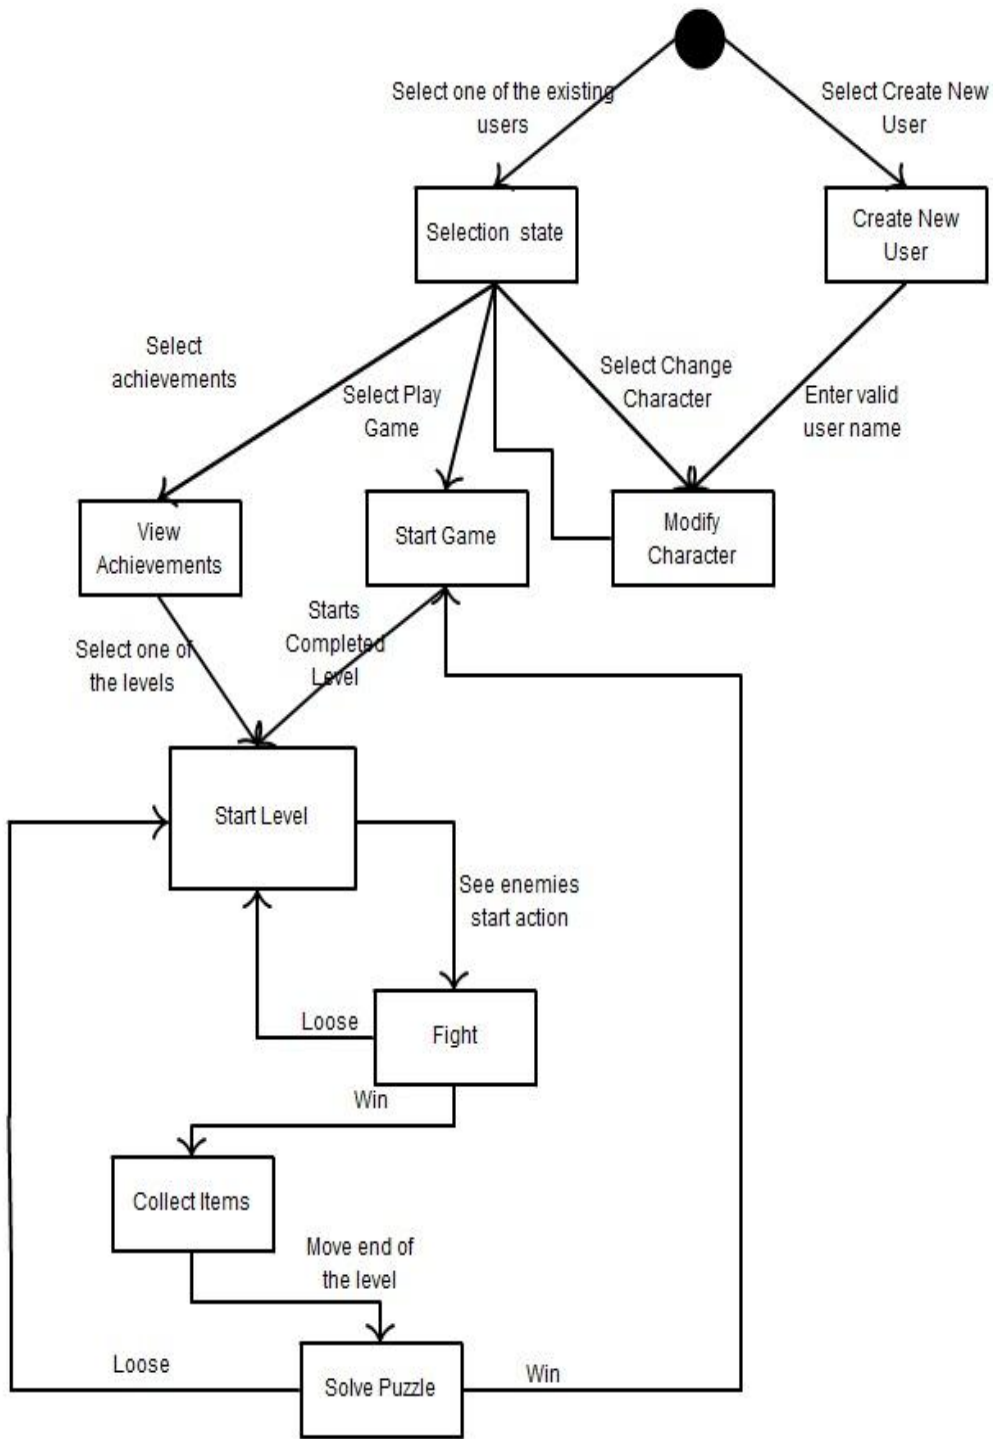 Select one of the existing
users
Select Create New
User
Selection state
Create New
User
Select
achievements
Select Play
Game
Select Change
Character
Enter valid
user name
View
Achievements
Start Game
Modify
Character
Starts
Completed
Level
Select one of
the levels
Start Level
See enemies
start action
Loose
Fight
Win
Collect Items
Move end of
the level
Loose
Solve Puzzle
Win